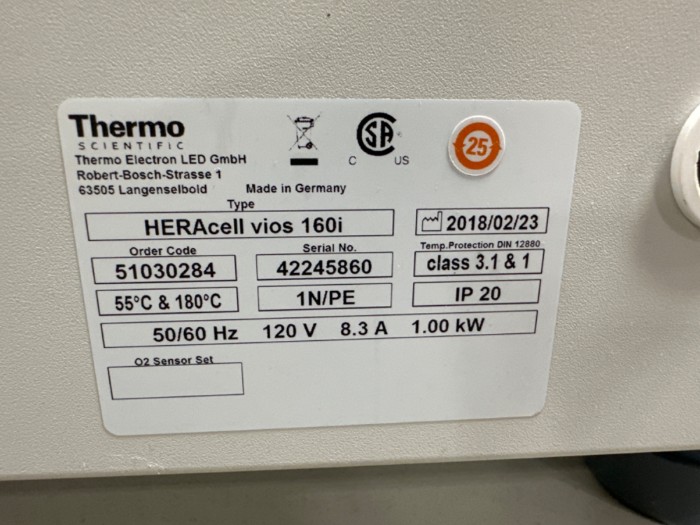 Thermo
SCIENTIFIC
Thermo Electron LED GmbH
Robert-Bosch-Strasse 1
63505 Langenselbold Made in Germany
C SA US
25
Type
HERAcell vios 160i
2018/02/23
Order Code
51030284
Serial No.
42245860
Temp.Protection DIN 12880
class 3.1 & 1
55°C & 180°C
1N/PE
IP 20
50/60 Hz 120 V 8.3 A 1.00 kW
O2 Sensor Set